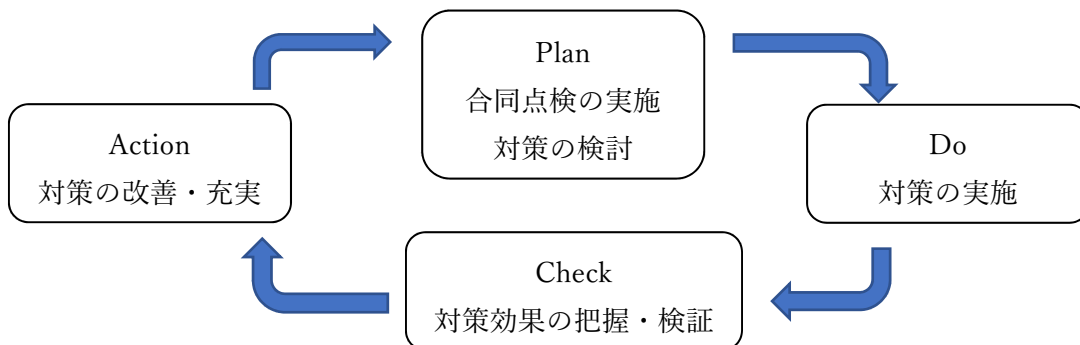 Plan
合同点検の実施
対策の検討
Do
対策の実施
Check
対策効果の把握・検証
Action
対策の改善・充実